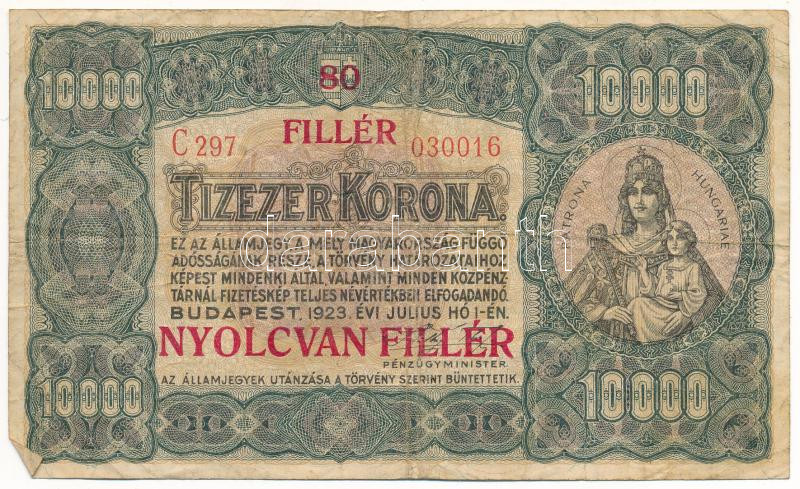 10000
10000
80
FILLÉR
C 297
030016
TIZEZER KORONA.
PATRONA HUNGARIAE
EZ AZ ÁLLAMJEGY, A MELY MAGYARORSZÁG FÜGGŐ
ADÓSSÁGÁNAK RÉSZE, A TÖRVÉNY HATÁROZATAIHOZ
KÉPEST MINDENKI ÁLTAL, VALAMINT MINDEN KÖZPÉNZ-
TÁRNÁL FIZETÉSKÉP TELJES NÉVÉRTÉKBEN ELFOGADANDÓ.
BUDAPEST, 1923. ÉVI JULIUS HÓ 1-ÉN.
NYOLCVAN FILLÉR
PÉNZÜGYMINISTER.
AZ ÁLLAMJEGYEK UTÁNZÁSA A TÖRVÉNY SZERINT BÜNTETTETIK.
10000
10000
darabanth